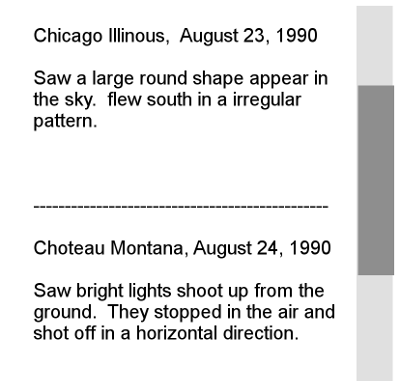 Chicago Illinous,  August 23, 1990
Saw a large round shape appear in
the sky.  flew south in a irregular
pattern.
-----------------------------------------------
Choteau Montana, August 24, 1990
Saw bright lights shoot up from the
ground.  They stopped in the air and
shot off in a horizontal direction.